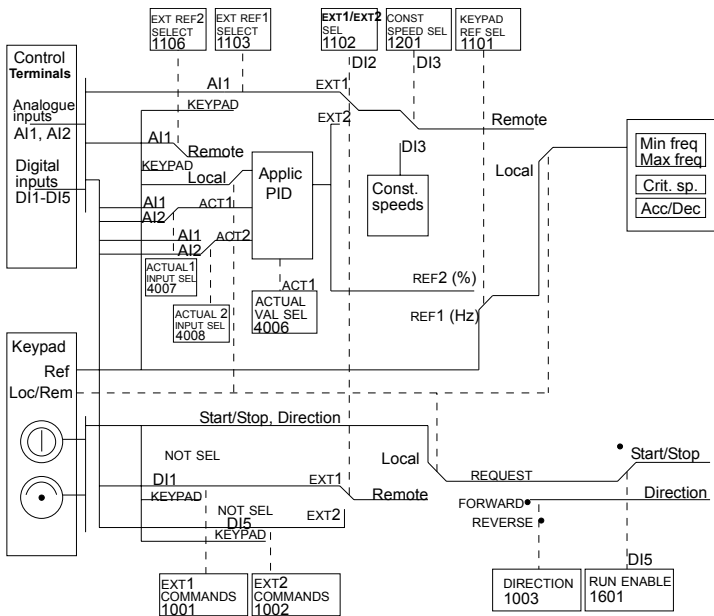 EXT REF2
SELECT
1106
EXT REF1
SELECT
1103
EXT1/EXT2
SEL
1102
CONST
SPEED SEL
1201
KEYPAD
REF SEL
1101
Control
Terminals
Analogue
inputs
AI1, AI2
Digital
inputs
DI1-DI5
DI2
DI3
AI1
EXT1
KEYPAD
EXT2
Remote
AI1
Remote
KEYPAD
Local
Applic
PID
DI3
Const.
speeds
Local
Min freq
Max freq
Crit. sp.
Acc/Dec
AI1
AI2
ACT1
AI1
AI2
ACT2
ACTUAL1
INPUT SEL
4007
ACTUAL 2
INPUT SEL
4008
ACT1
ACTUAL
VAL SEL
4006
REF2 (%)
REF1 (Hz)
Keypad
Ref
Loc/Rem
Start/Stop, Direction
NOT SEL
Local
Start/Stop
DI1
EXT1
REQUEST
KEYPAD
Remote
Direction
NOT SEL
DI5
EXT2
KEYPAD
FORWARD
REVERSE
DI5
EXT1
COMMANDS
1001
EXT2
COMMANDS
1002
DIRECTION
1003
RUN ENABLE
1601